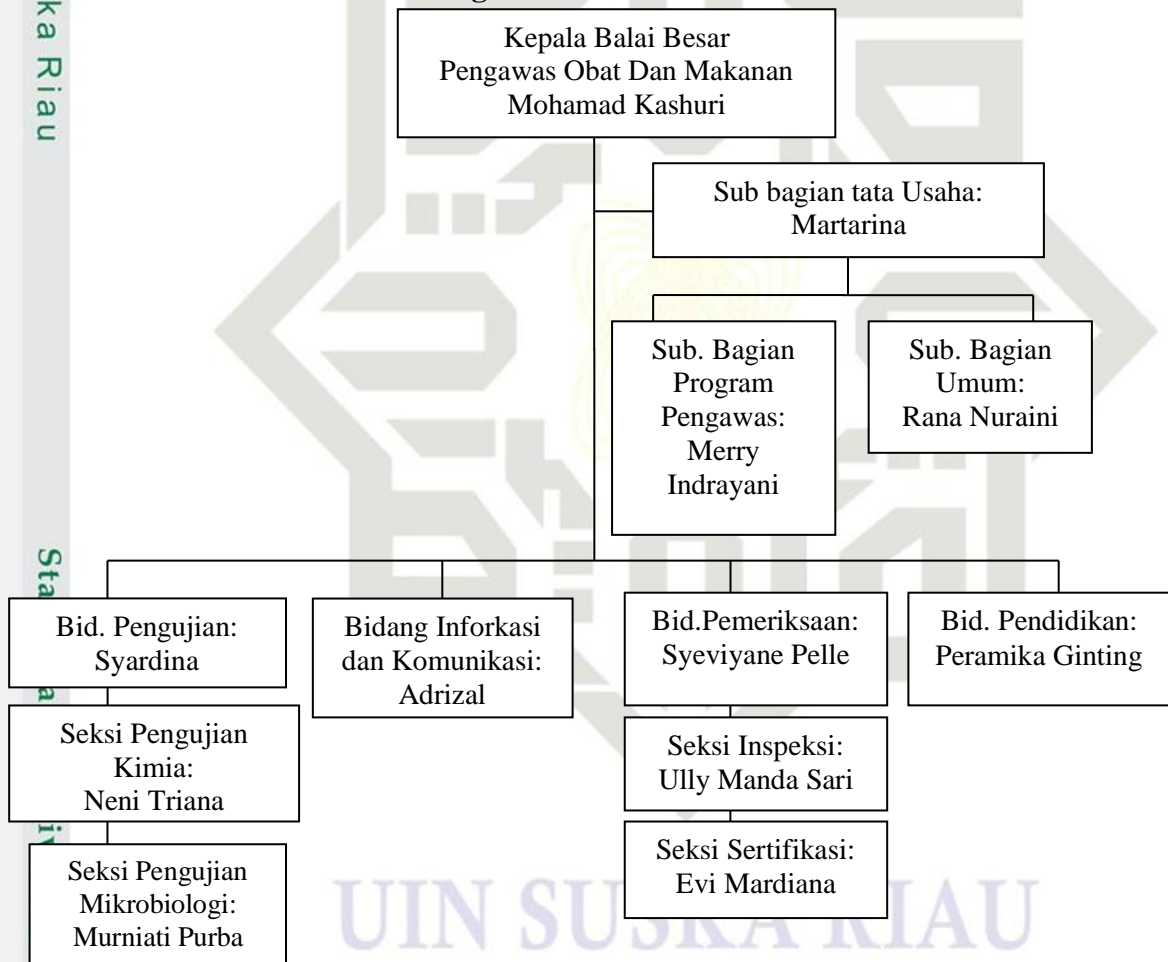 ka Riau
Kepala Balai Besar
Pengawas Obat Dan Makanan
Mohamad Kashuri
Sub bagian tata Usaha:
Martarina
Sub. Bagian
Program
Pengawas:
Merry
Indrayani
Sub. Bagian
Umum:
Rana Nuraini
Bid. Pengujian:
Syardina
Bidang Inforkasi
dan Komunikasi:
Adrizal
Bid.Pemeriksaan:
Syeviyane Pelle
Bid. Pendidikan:
Peramika Ginting
Seksi Pengujian
Kimia:
Neni Triana
Seksi Inspeksi:
Ully Manda Sari
Seksi Pengujian
Mikrobiologi:
Murniati Purba
Seksi Sertifikasi:
Evi Mardiana
UIN SUSKA RIAU